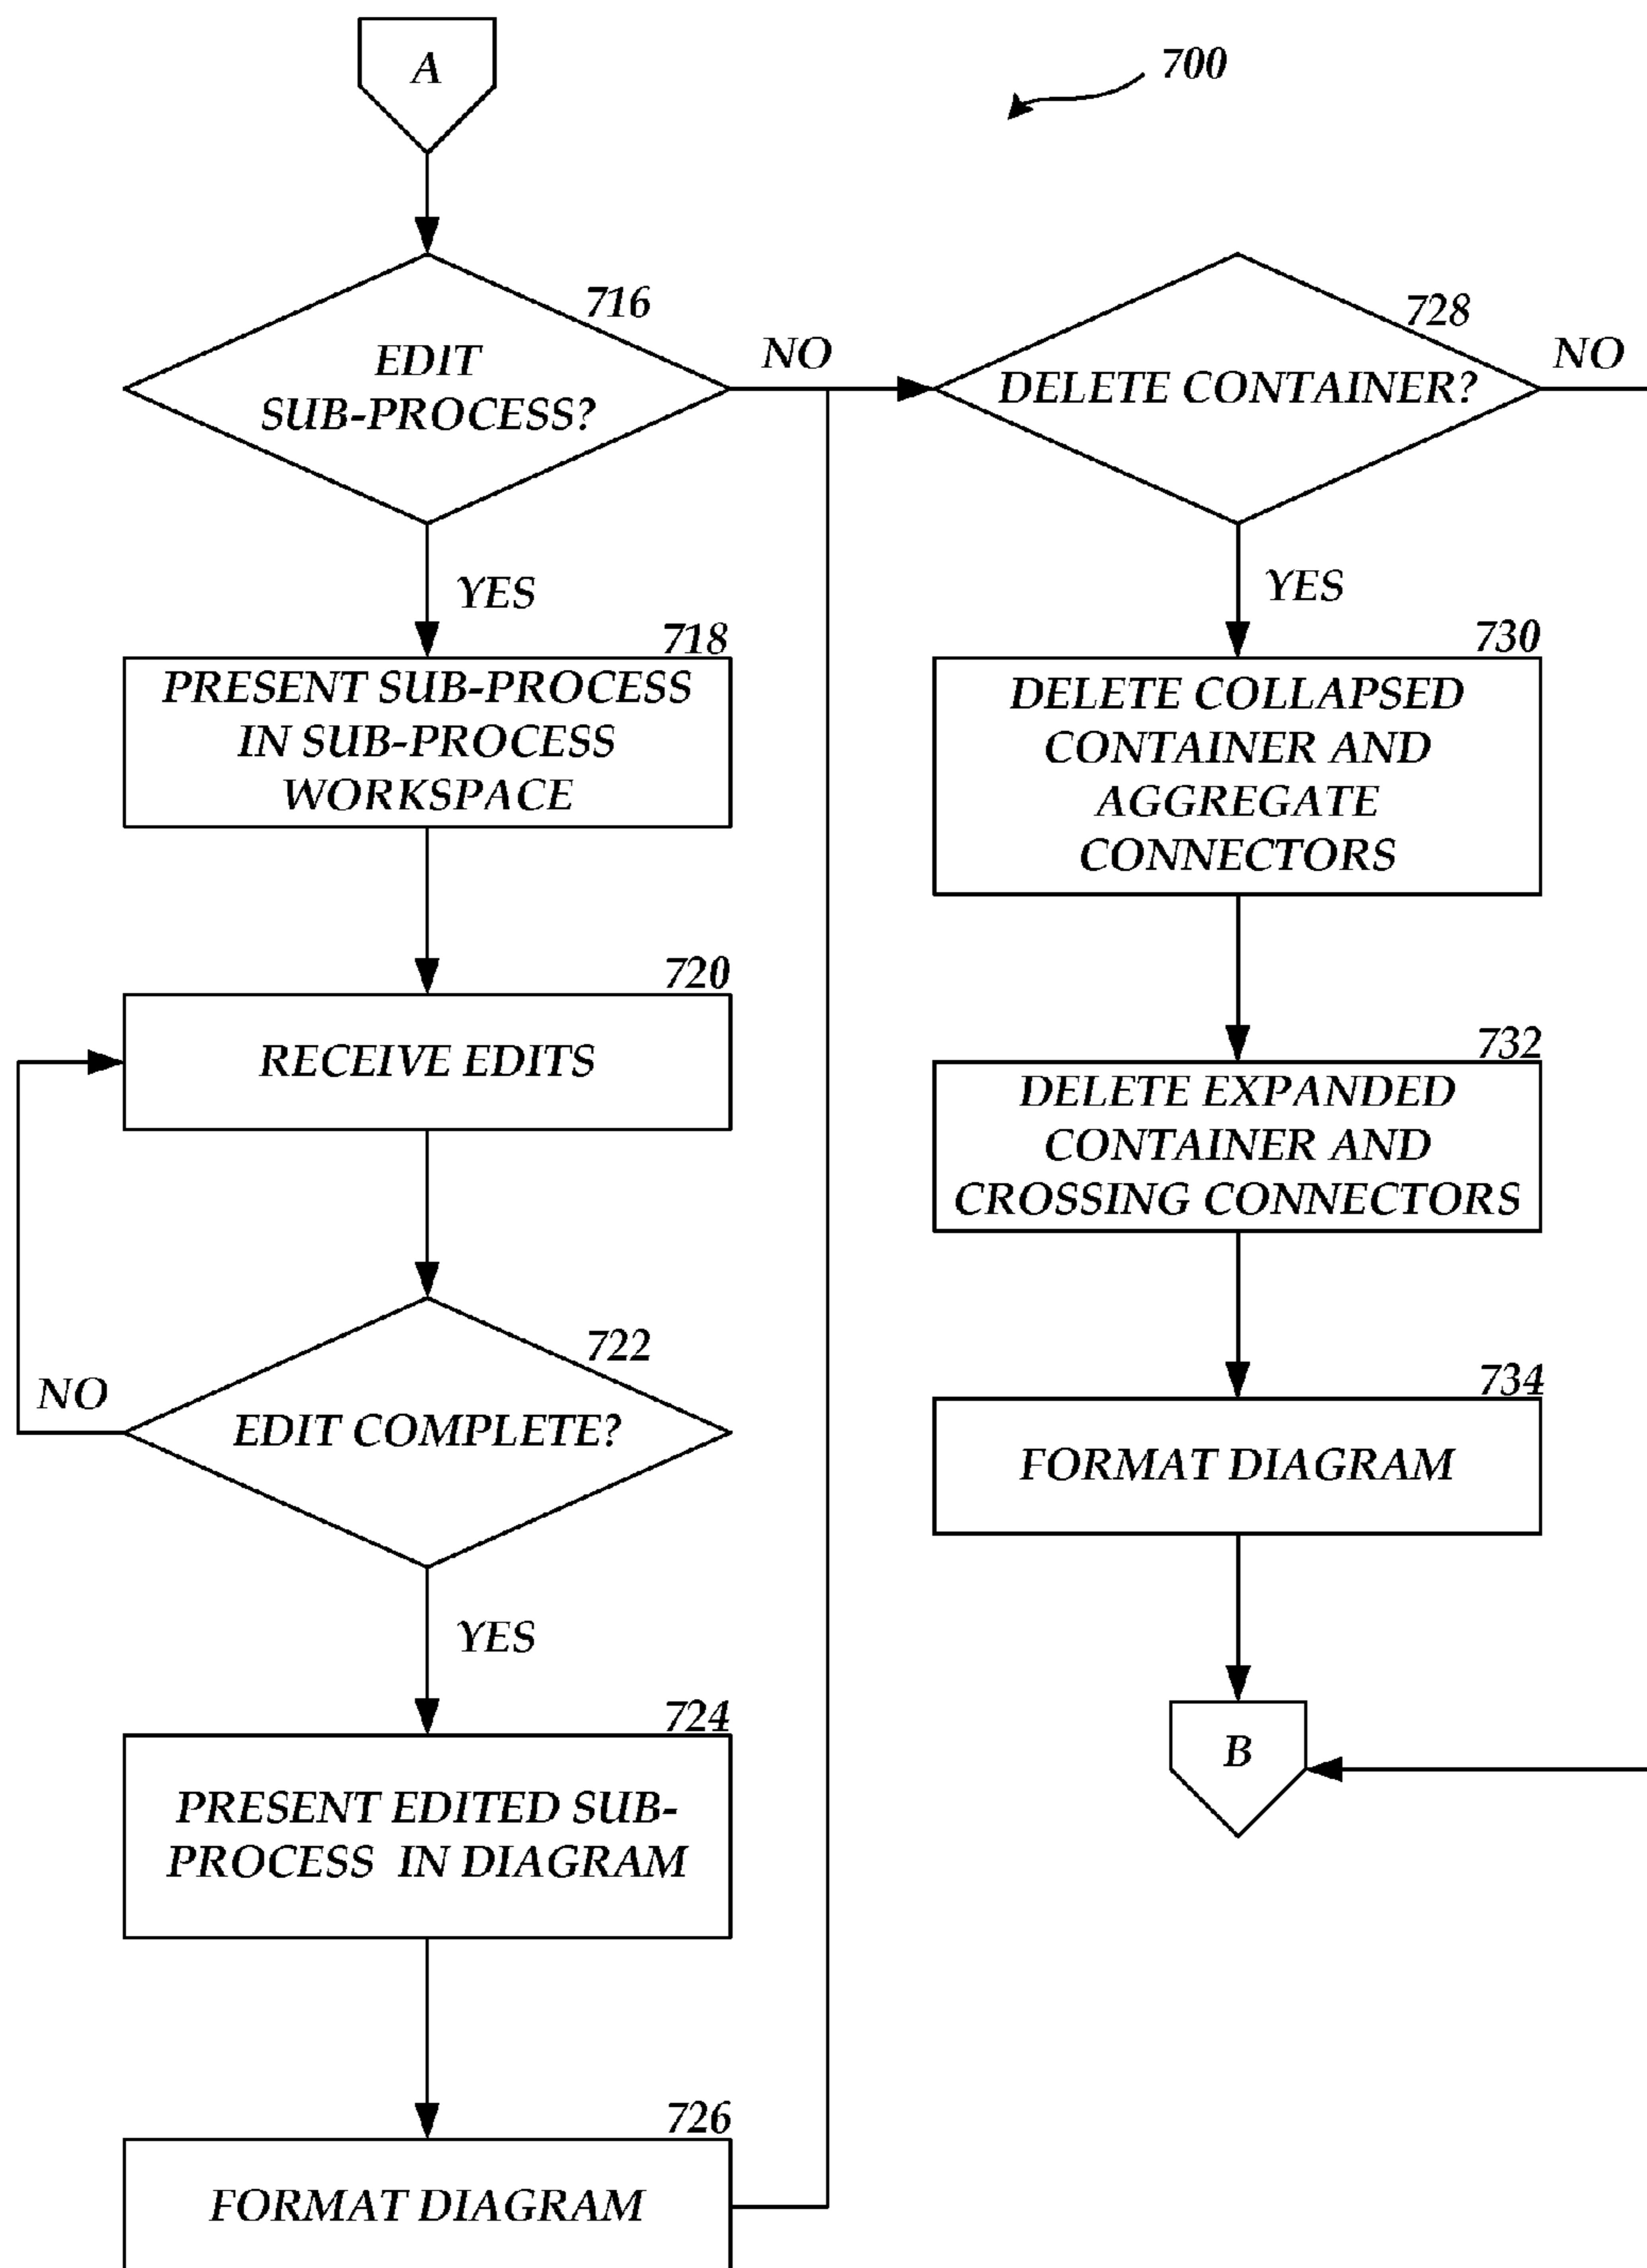 A
700
716
EDIT
SUB-PROCESS?
NO
YES
718
PRESENT SUB-PROCESS
IN SUB-PROCESS
WORKSPACE
720
RECEIVE EDITS
722
EDIT COMPLETE?
NO
YES
724
PRESENT EDITED SUB-
PROCESS IN DIAGRAM
726
FORMAT DIAGRAM
728
DELETE CONTAINER?
NO
YES
730
DELETE COLLAPSED
CONTAINER AND
AGGREGATE
CONNECTORS
732
DELETE EXPANDED
CONTAINER AND
CROSSING CONNECTORS
734
FORMAT DIAGRAM
B